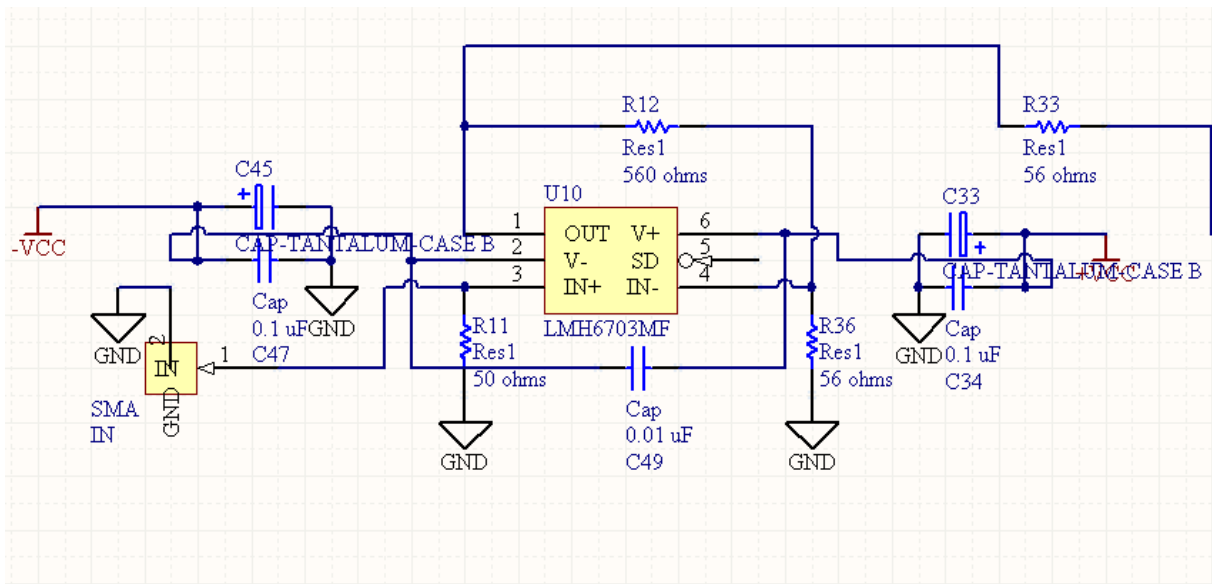 R12
Res1
560 ohms
R33
Res1
56 ohms
C45
+
CAP-TANTALUM-CASE B
-VCC
Cap
0.1 uF
C47
GND
U10
1
OUT
V+
6
2
V-
SD
5
3
IN+
IN-
4
LMH6703MF
C33
+
CAP-TANTALUM-CASE B
GND
Cap
0.1 uF
C34
GND
2
IN
1
GND
SMA
IN
R11
Res1
50 ohms
GND
Cap
0.01 uF
C49
R36
Res1
56 ohms
GND